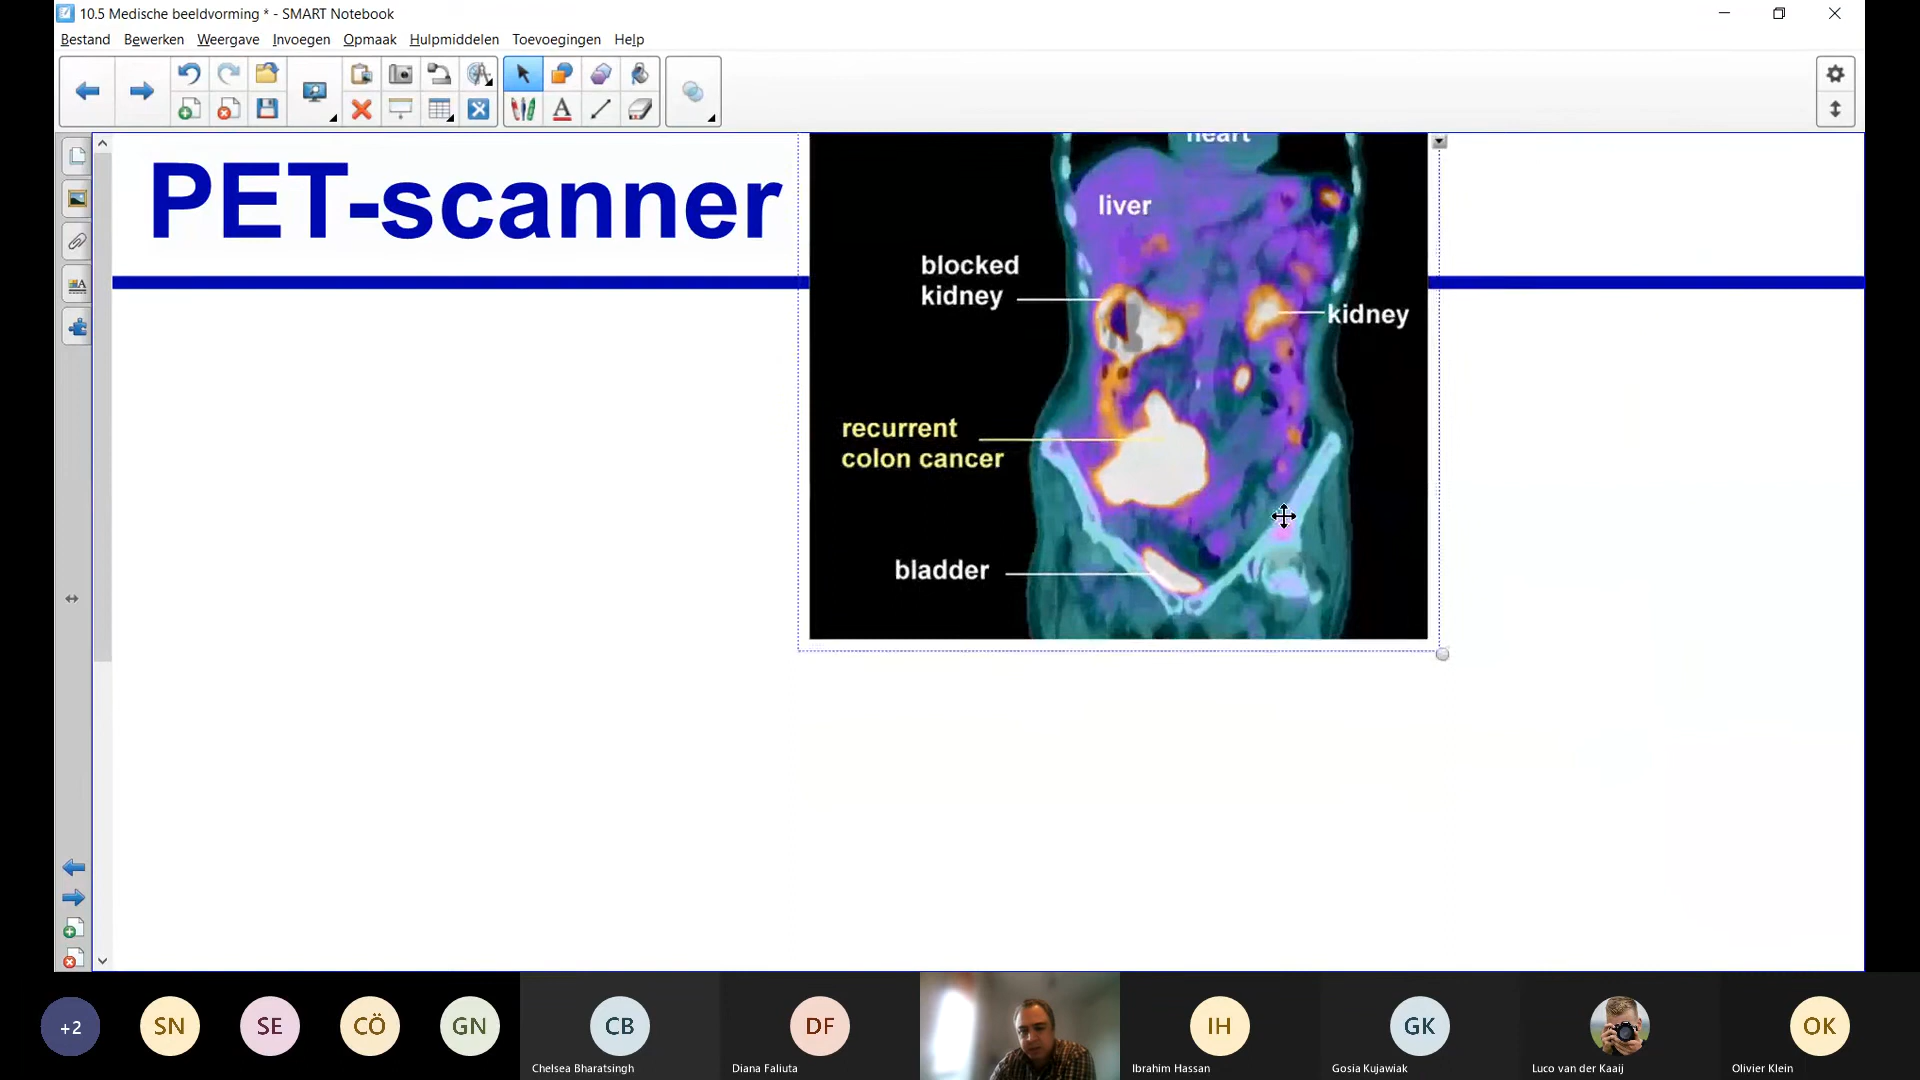 10.5 Medische beeldvorming * - SMART Notebook
Bestand Bewerken Weergave Invoegen Opmaak Hulpmiddelen Toevoegingen Help
PET-scanner
heart
liver
blocked
kidney
kidney
recurrent
colon cancer
bladder
+2 SN SE CÖ GN CB DF IH GK OK
Chelsea Bharatsingh Diana Faliuta Ibrahim Hassan Gosia Kujawiak Luco van der Kaaij Olivier Klein